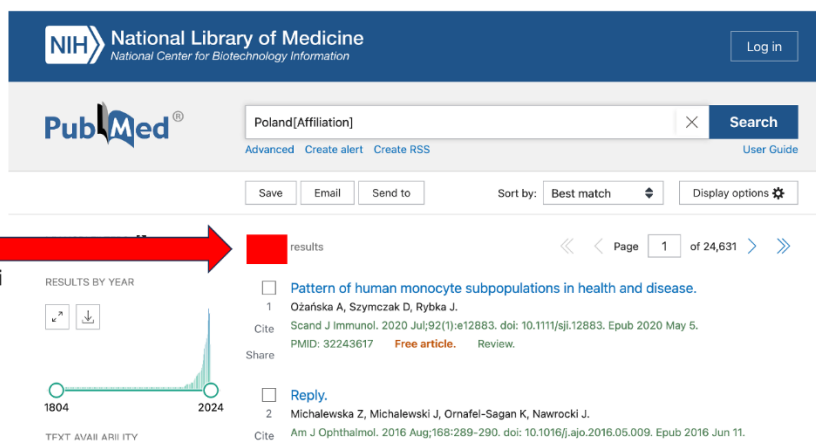 NIH National Library of Medicine
National Center for Biotechnology Information
Log in
PubMed®
Poland[Affiliation]
Search
Advanced Create alert Create RSS
User Guide
Save Email Send to Sort by: Best match Display options
results
Page 1 of 24,631
i
RESULTS BY YEAR
1804 2024
TEXT AVAILABILITY
Pattern of human monocyte subpopulations in health and disease.
1
Ożańska A, Szymczak D, Rybka J.
Cite
Scand J Immunol. 2020 Jul;92(1):e12883. doi: 10.1111/sji.12883. Epub 2020 May 5.
Share
PMID: 32243617 Free article. Review.
Reply.
2
Michalewska Z, Michalewski J, Ornafel-Sagan K, Nawrocki J.
Cite
Am J Ophthalmol. 2016 Aug;168:289-290. doi: 10.1016/j.ajo.2016.05.009. Epub 2016 Jun 11.